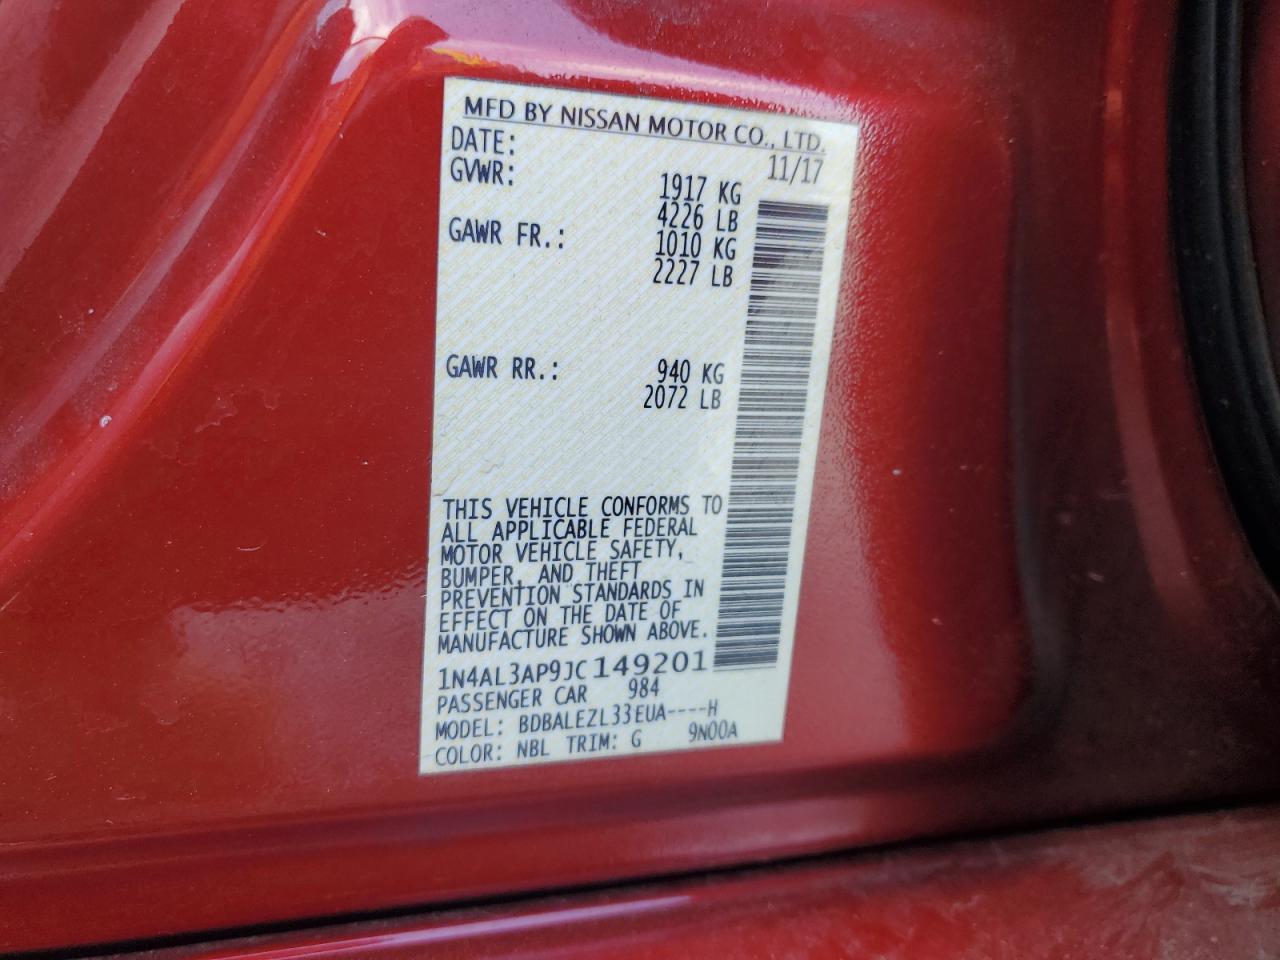 MFD BY NISSAN MOTOR CO., LTD.
DATE: 11/17
GVWR: 1917 KG
4226 LB
GAWR FR.: 1010 KG
2227 LB
GAWR RR.: 940 KG
2072 LB
THIS VEHICLE CONFORMS TO
ALL APPLICABLE FEDERAL
MOTOR VEHICLE SAFETY,
BUMPER, AND THEFT
PREVENTION STANDARDS IN
EFFECT ON THE DATE OF
MANUFACTURE SHOWN ABOVE.
1N4AL3AP9JC149201
PASSENGER CAR 984
MODEL: BDBALEZL33EUA----H
COLOR: NBL TRIM: G 9N00A